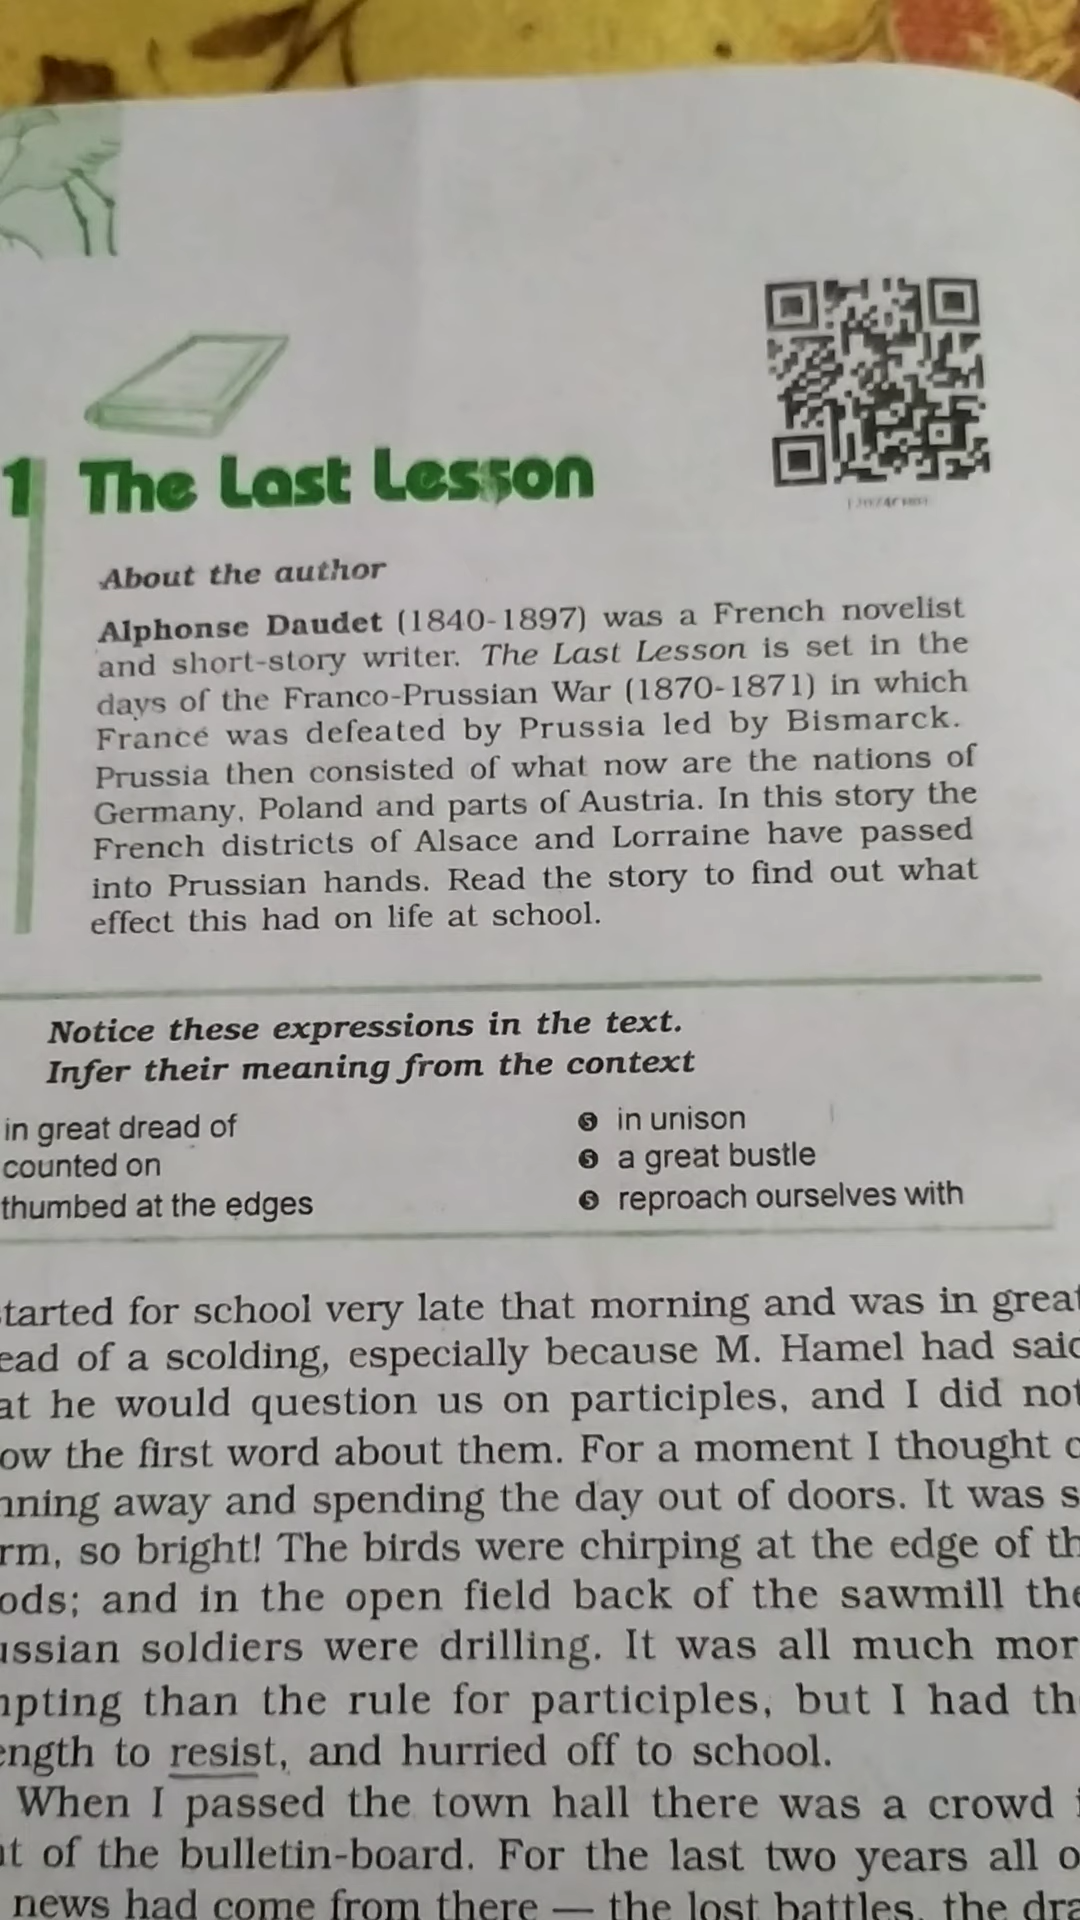 1 The Last Lesson
About the author
Alphonse Daudet (1840-1897) was a French novelist
and short-story writer. The Last Lesson is set in the
days of the Franco-Prussian War (1870-1871) in which
France was defeated by Prussia led by Bismarck.
Prussia then consisted of what now are the nations of
Germany, Poland and parts of Austria. In this story the
French districts of Alsace and Lorraine have passed
into Prussian hands. Read the story to find out what
effect this had on life at school.
Notice these expressions in the text.
Infer their meaning from the context
in great dread of
counted on
thumbed at the edges
in unison
a great bustle
reproach ourselves with
tarted for school very late that morning and was in great
ead of a scolding, especially because M. Hamel had said
at he would question us on participles, and I did not
ow the first word about them. For a moment I thought
nning away and spending the day out of doors. It was s
rm, so bright! The birds were chirping at the edge of th
ods; and in the open field back of the sawmill the
ussian soldiers were drilling. It was all much mor
pting than the rule for participles, but I had th
ength to resist, and hurried off to school.
When I passed the town hall there was a crowd i
t of the bulletin-board. For the last two years all o
news had come from there — the lost battles, the dra